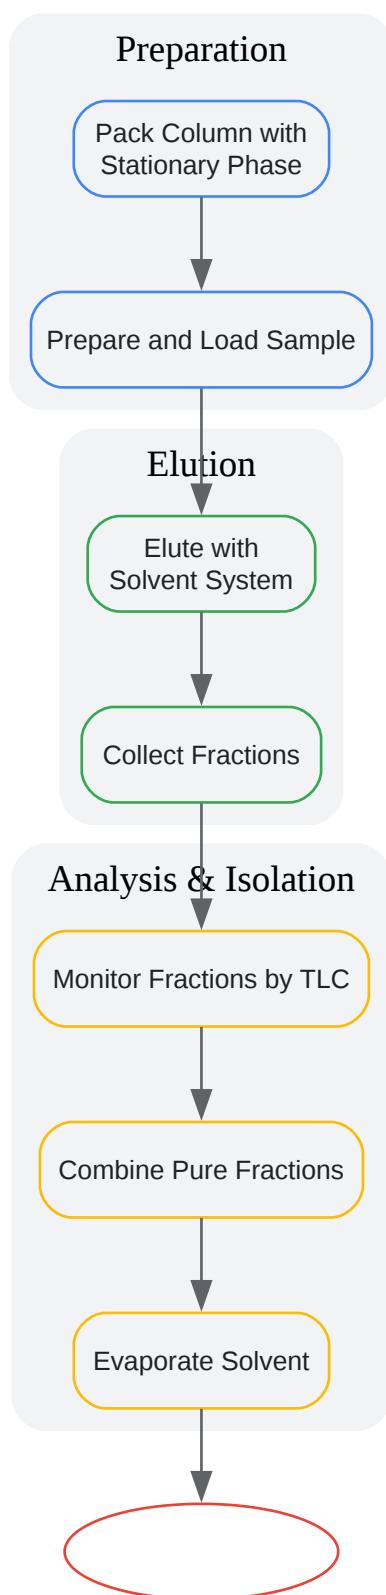 Preparation
Pack Column with
Stationary Phase
Prepare and Load Sample
Elution
Elute with
Solvent System
Collect Fractions
Analysis & Isolation
Monitor Fractions by TLC
Combine Pure Fractions
Evaporate Solvent